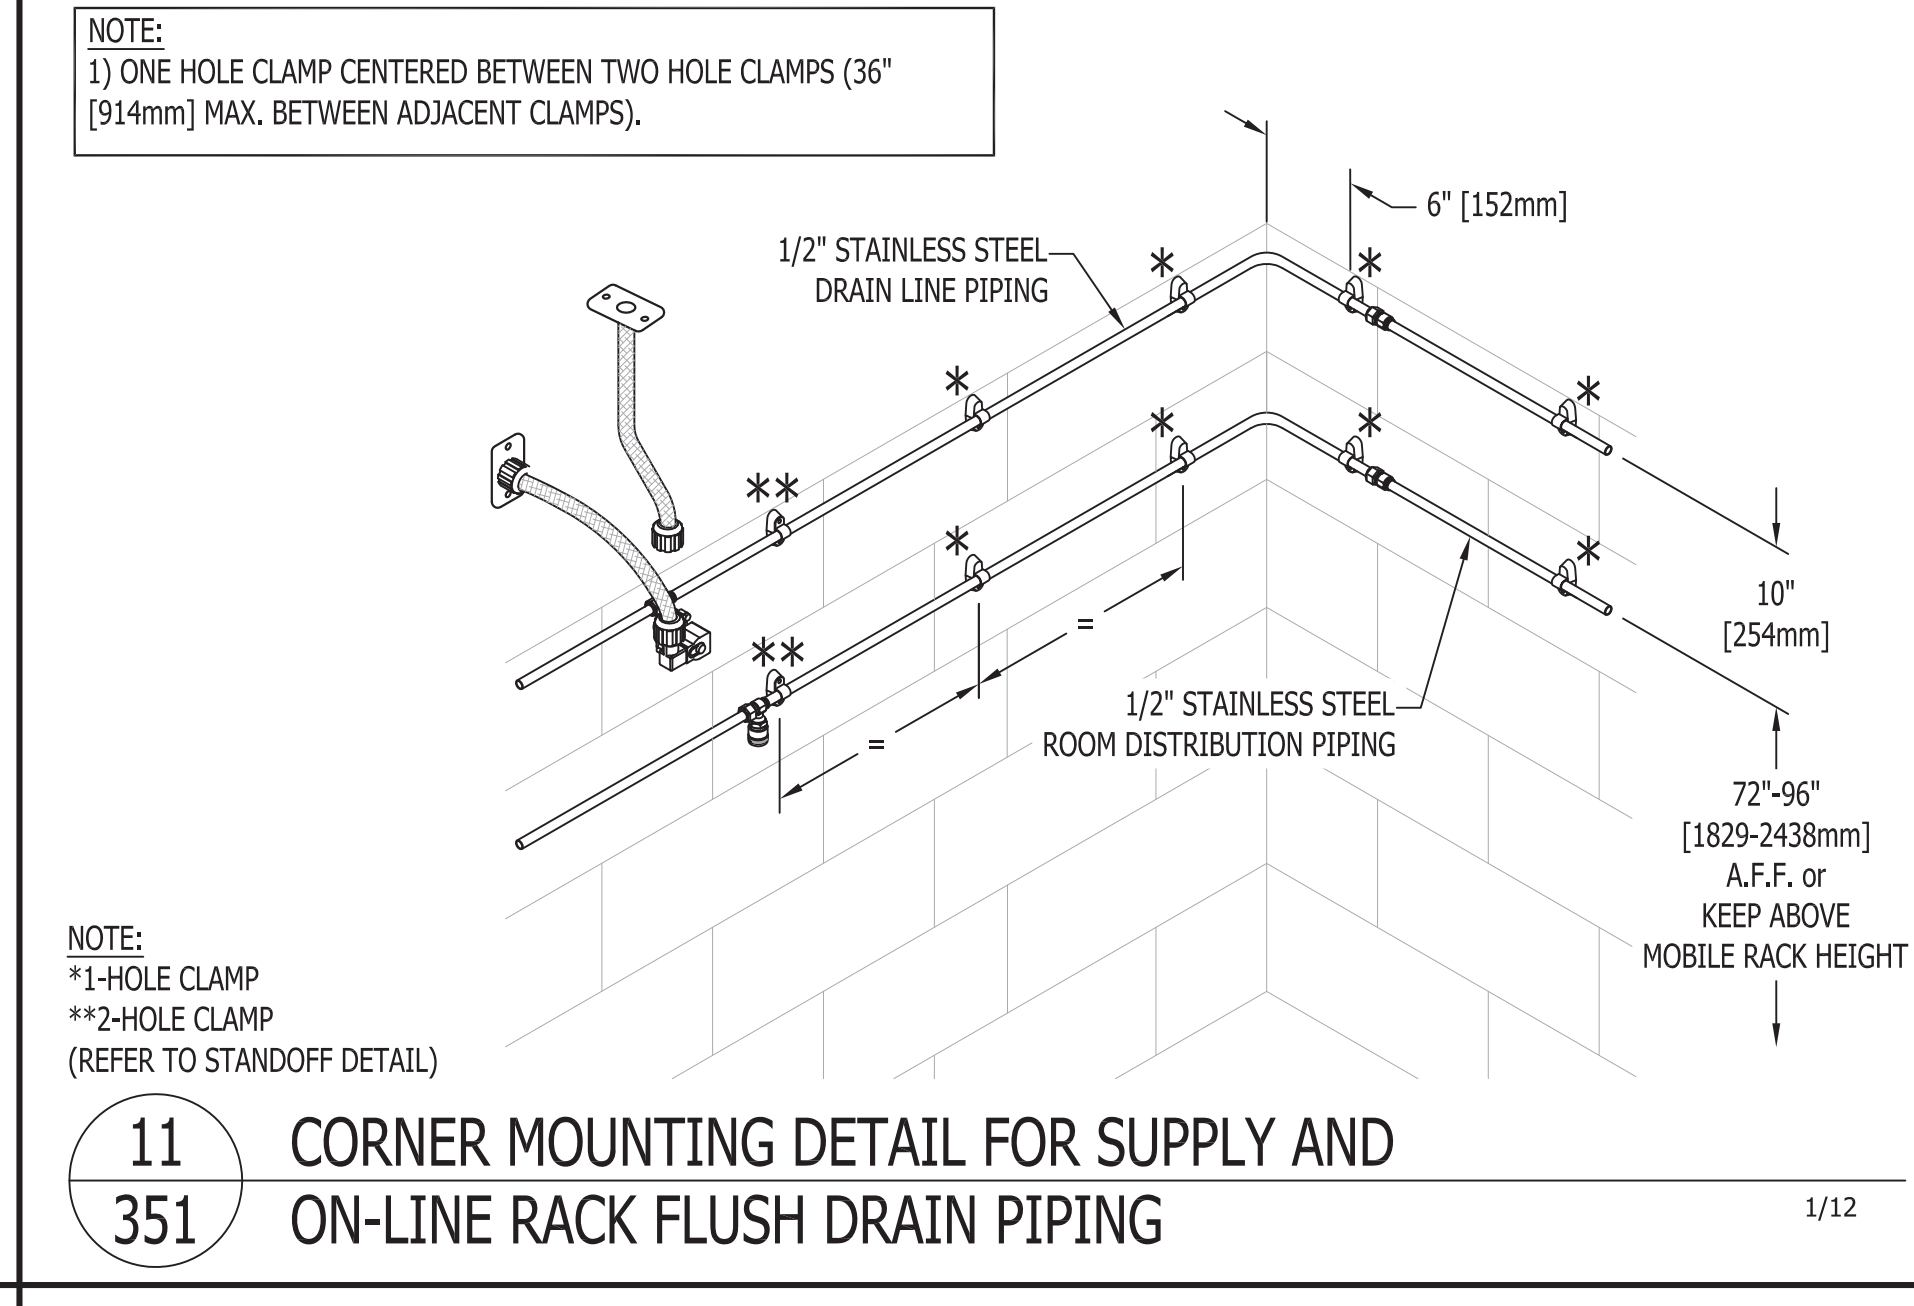 NOTE:
1) ONE HOLE CLAMP CENTERED BETWEEN TWO HOLE CLAMPS (36"
[914mm] MAX. BETWEEN ADJACENT CLAMPS).
6" [152mm]
1/2" STAINLESS STEEL
DRAIN LINE PIPING
*
*
*
*
**
*
*
*
*
**
=
=
10"
[254mm]
1/2" STAINLESS STEEL
ROOM DISTRIBUTION PIPING
72"-96"
[1829-2438mm]
A.F.F. or
KEEP ABOVE
MOBILE RACK HEIGHT
NOTE:
*1-HOLE CLAMP
**2-HOLE CLAMP
(REFER TO STANDOFF DETAIL)
11
351
CORNER MOUNTING DETAIL FOR SUPPLY AND
ON-LINE RACK FLUSH DRAIN PIPING
1/12